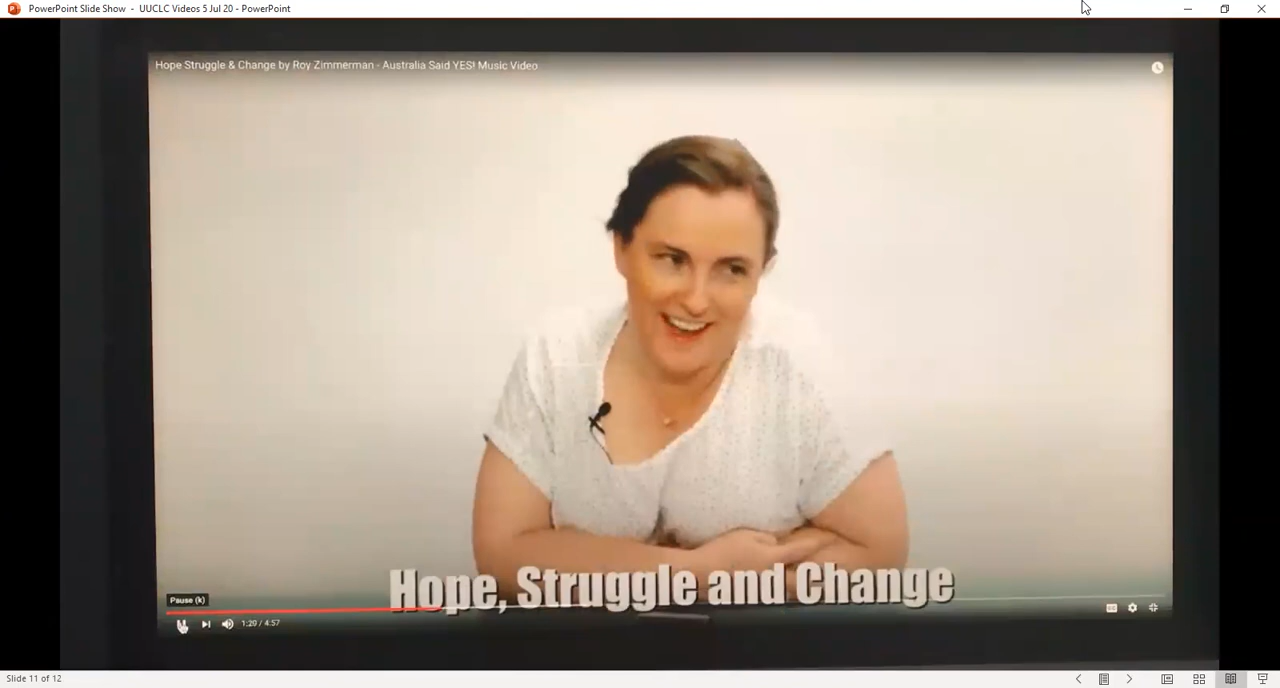 PowerPoint Slide Show - UUCLC Videos 5 Jul 20 - PowerPoint
Hope Struggle & Change by Roy Zimmerman - Australia Said YES! Music Video
Hope, Struggle and Change
Pause (k)
1:29 / 4:57
Slide 11 of 12